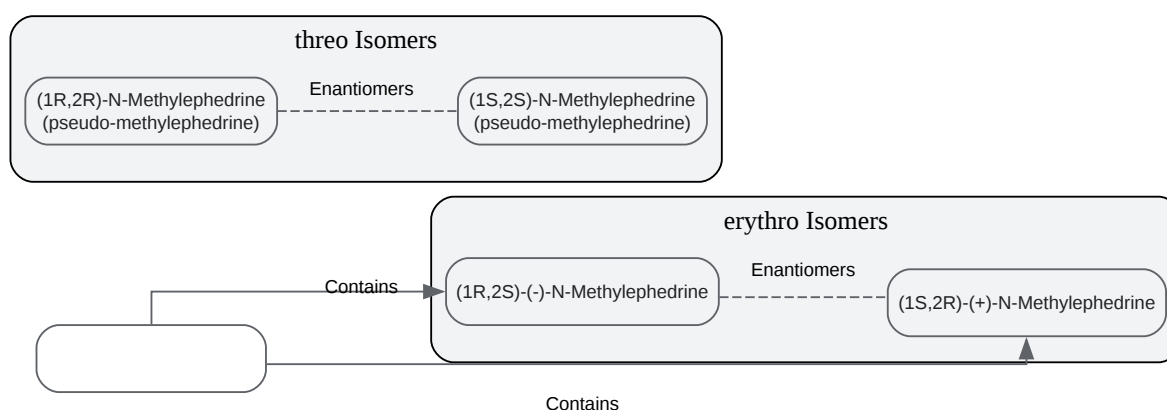 threo Isomers
Enantiomers
(1R,2R)-N-Methylephedrine
(pseudo-methylephedrine)
(1S,2S)-N-Methylephedrine
(pseudo-methylephedrine)
erythro Isomers
Enantiomers
Contains
(1R,2S)-(-)-N-Methylephedrine
(1S,2R)-(+)-N-Methylephedrine
Contains